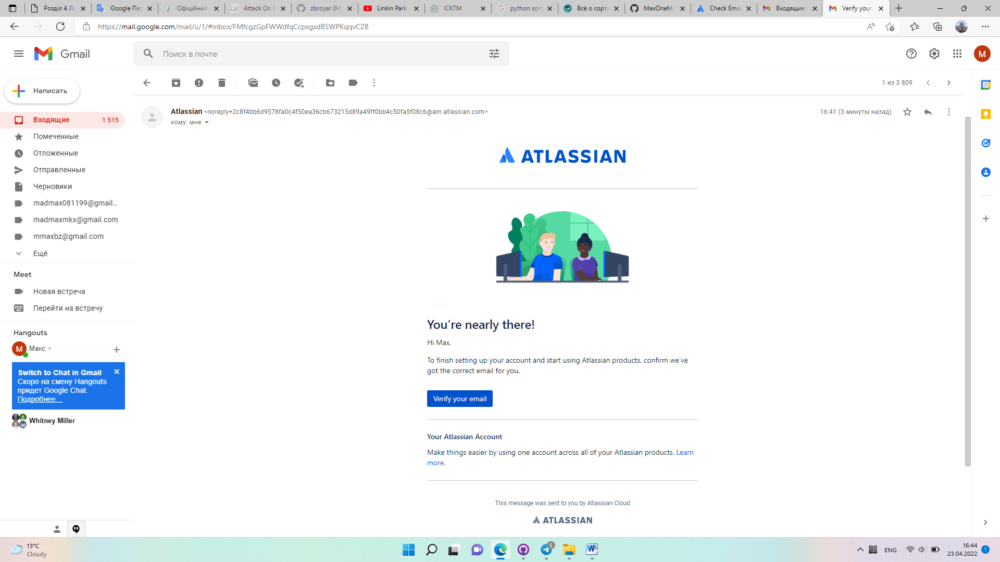 Розділ 4 Ла
Google Пер
Офіційний
Attack On E
zbroyar (My
Linkin Park
ІСКТМ
python sort
Всё о сорти
MaxOneM/
Check Emai
Входящие (
Verify your
https://mail.google.com/mail/u/1/#inbox/FMfcgzGpFWWdfqCcpxgxdBSWPKqqvCZB
Gmail
Поиск в почте
M
Написать
1 из 3 809
31
Входящие 1 515
Помеченные
Отложенные
Отправленные
Черновики
madmax081199@gmail...
madmaxmkx@gmail.com
mmaxbz@gmail.com
Ещё
Meet
Новая встреча
Перейти на встречу
Hangouts
M Макс
Switch to Chat in Gmail
Скоро на смену Hangouts
придет Google Chat.
Подробнее…
36 Whitney Miller
Atlassian <noreply+2c8f4bb6d9578fa0c4f50ea36cb673215d89a49ff0bb4c50fa5f08c6@am.atlassian.com>
16:41 (3 минуты назад)
кому: мне
ATLASSIAN
You’re nearly there!
Hi Max,
To finish setting up your account and start using Atlassian products, confirm we’ve
got the correct email for you.
Verify your email
Your Atlassian Account
Make things easier by using one account across all of your Atlassian products. Learn
more.
This message was sent to you by Atlassian Cloud
ATLASSIAN
13°C
Cloudy
6
W
ENG
16:44
23.04.2022
1